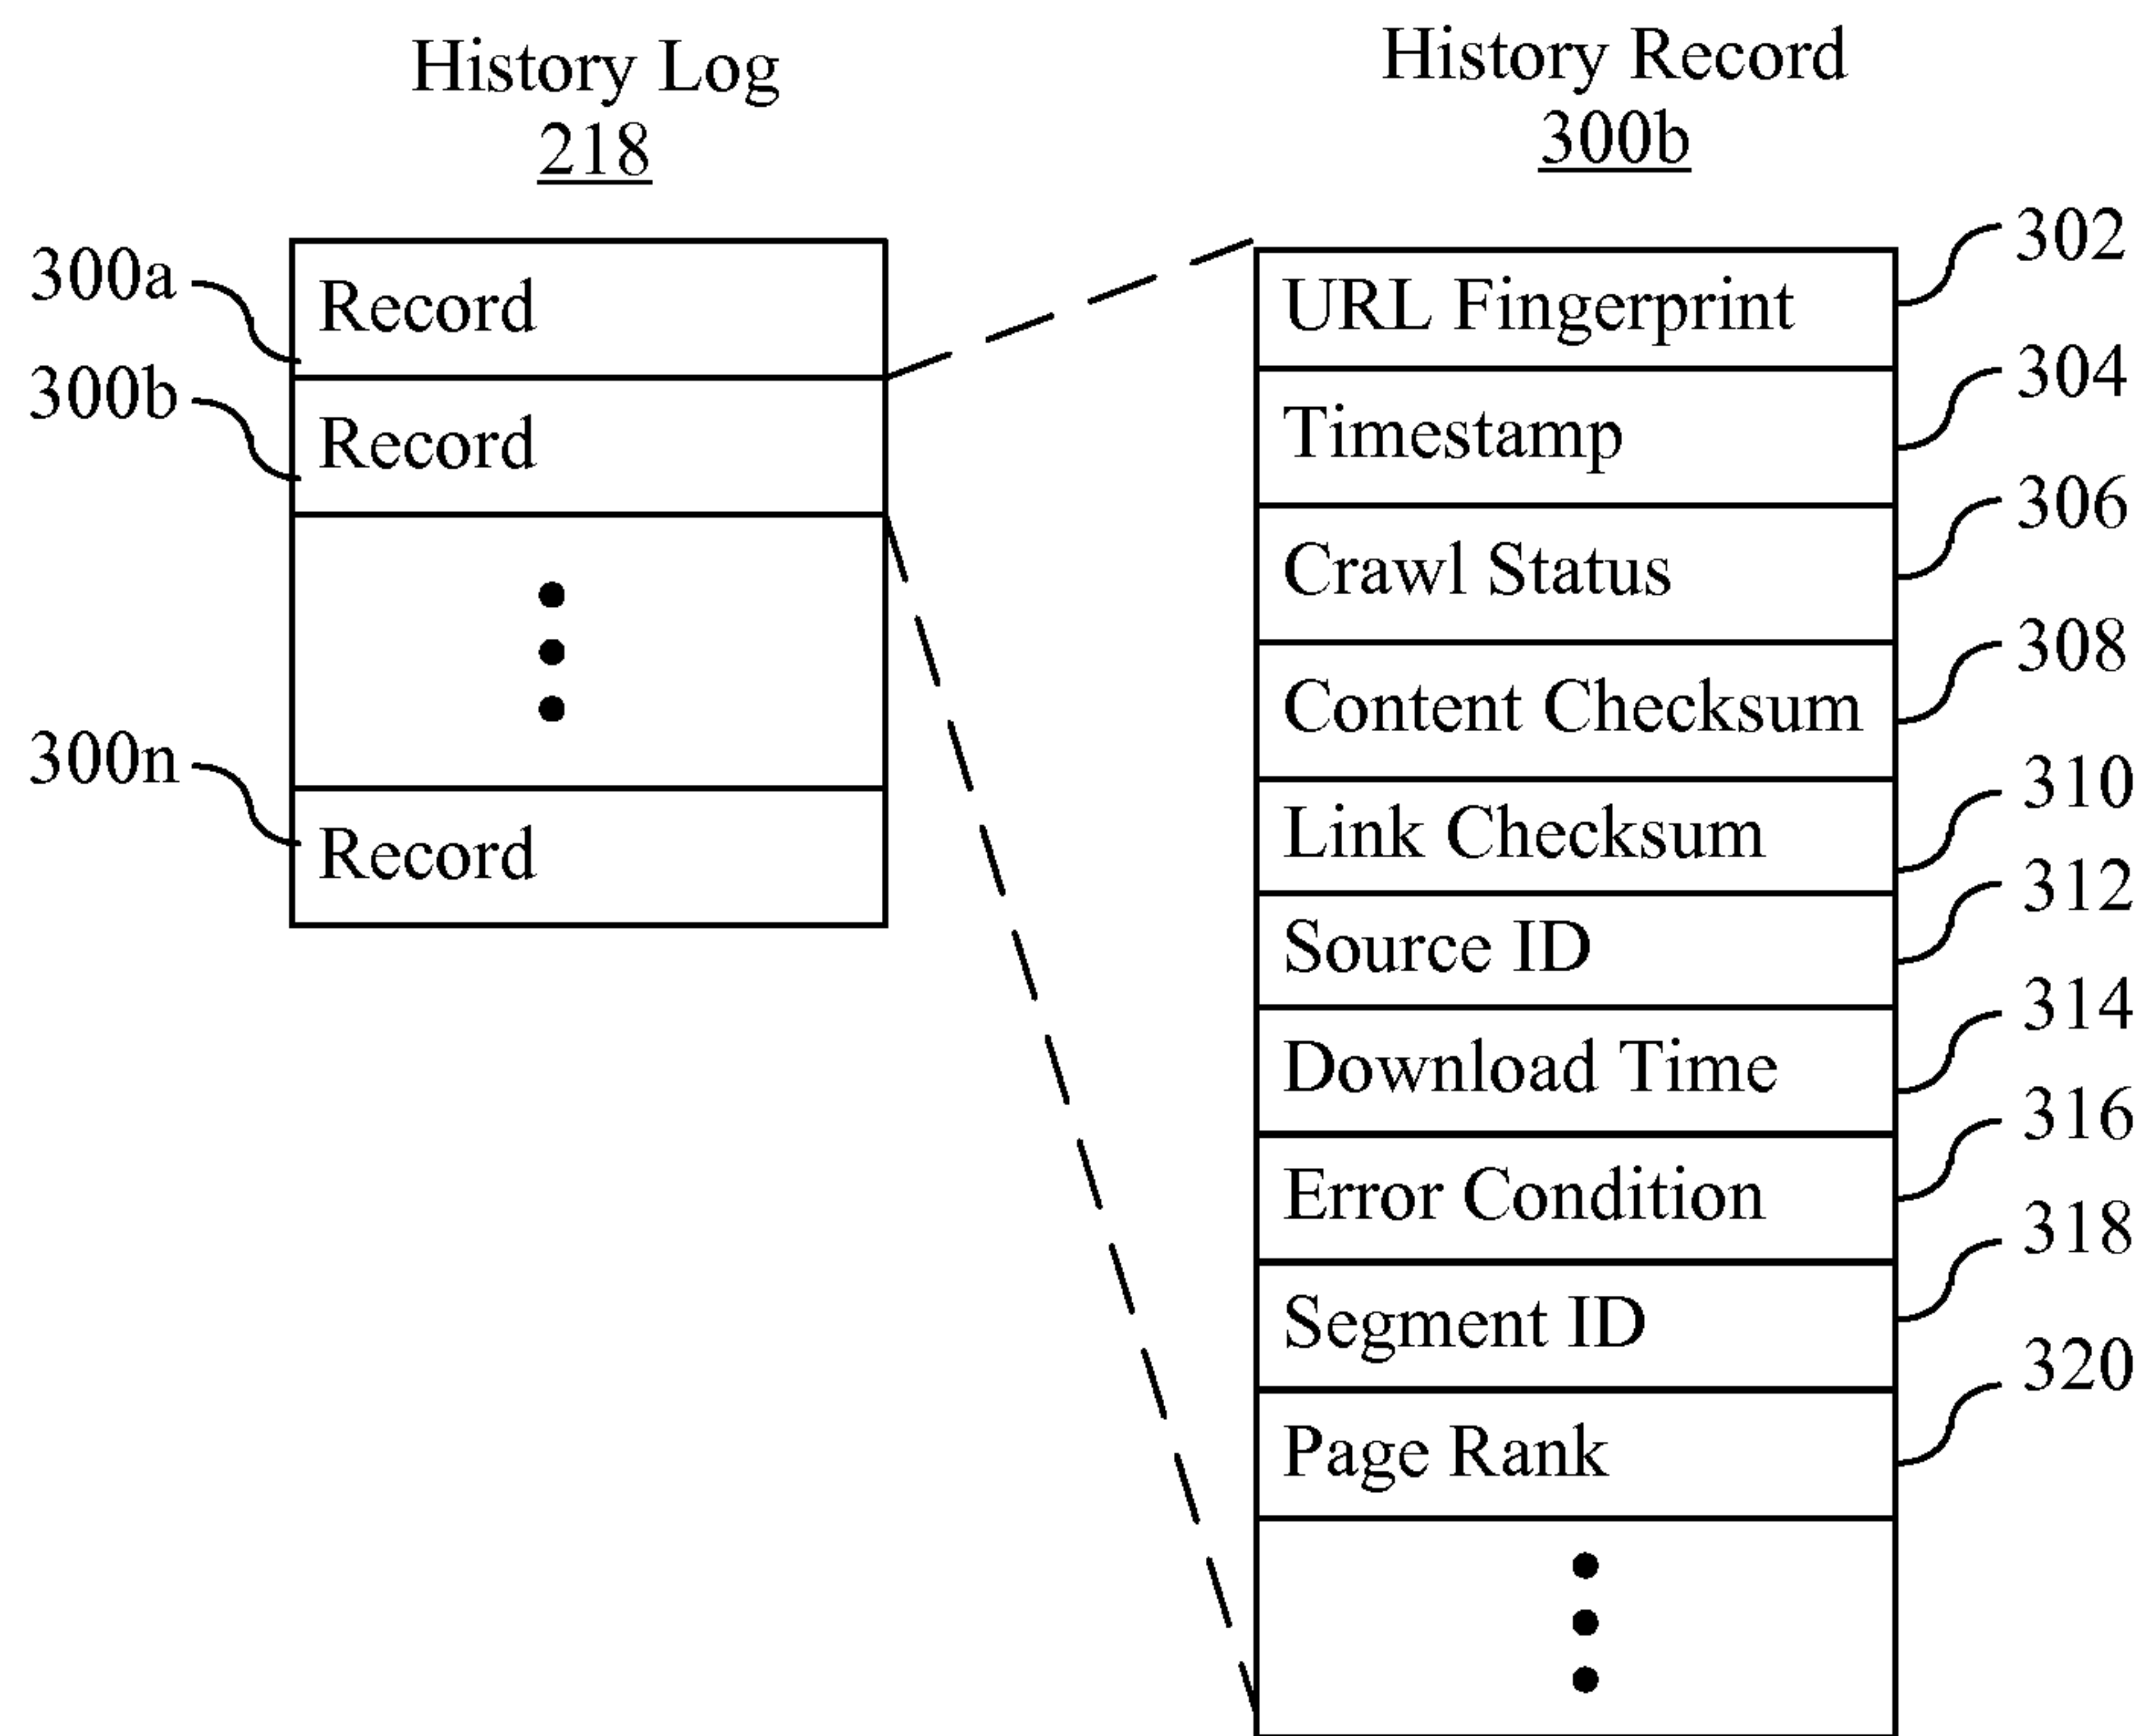 History Log
218
300a
Record
300b
Record
300n
Record
History Record
300b
URL Fingerprint
302
Timestamp
304
Crawl Status
306
Content Checksum
308
Link Checksum
310
Source ID
312
Download Time
314
Error Condition
316
Segment ID
318
Page Rank
320